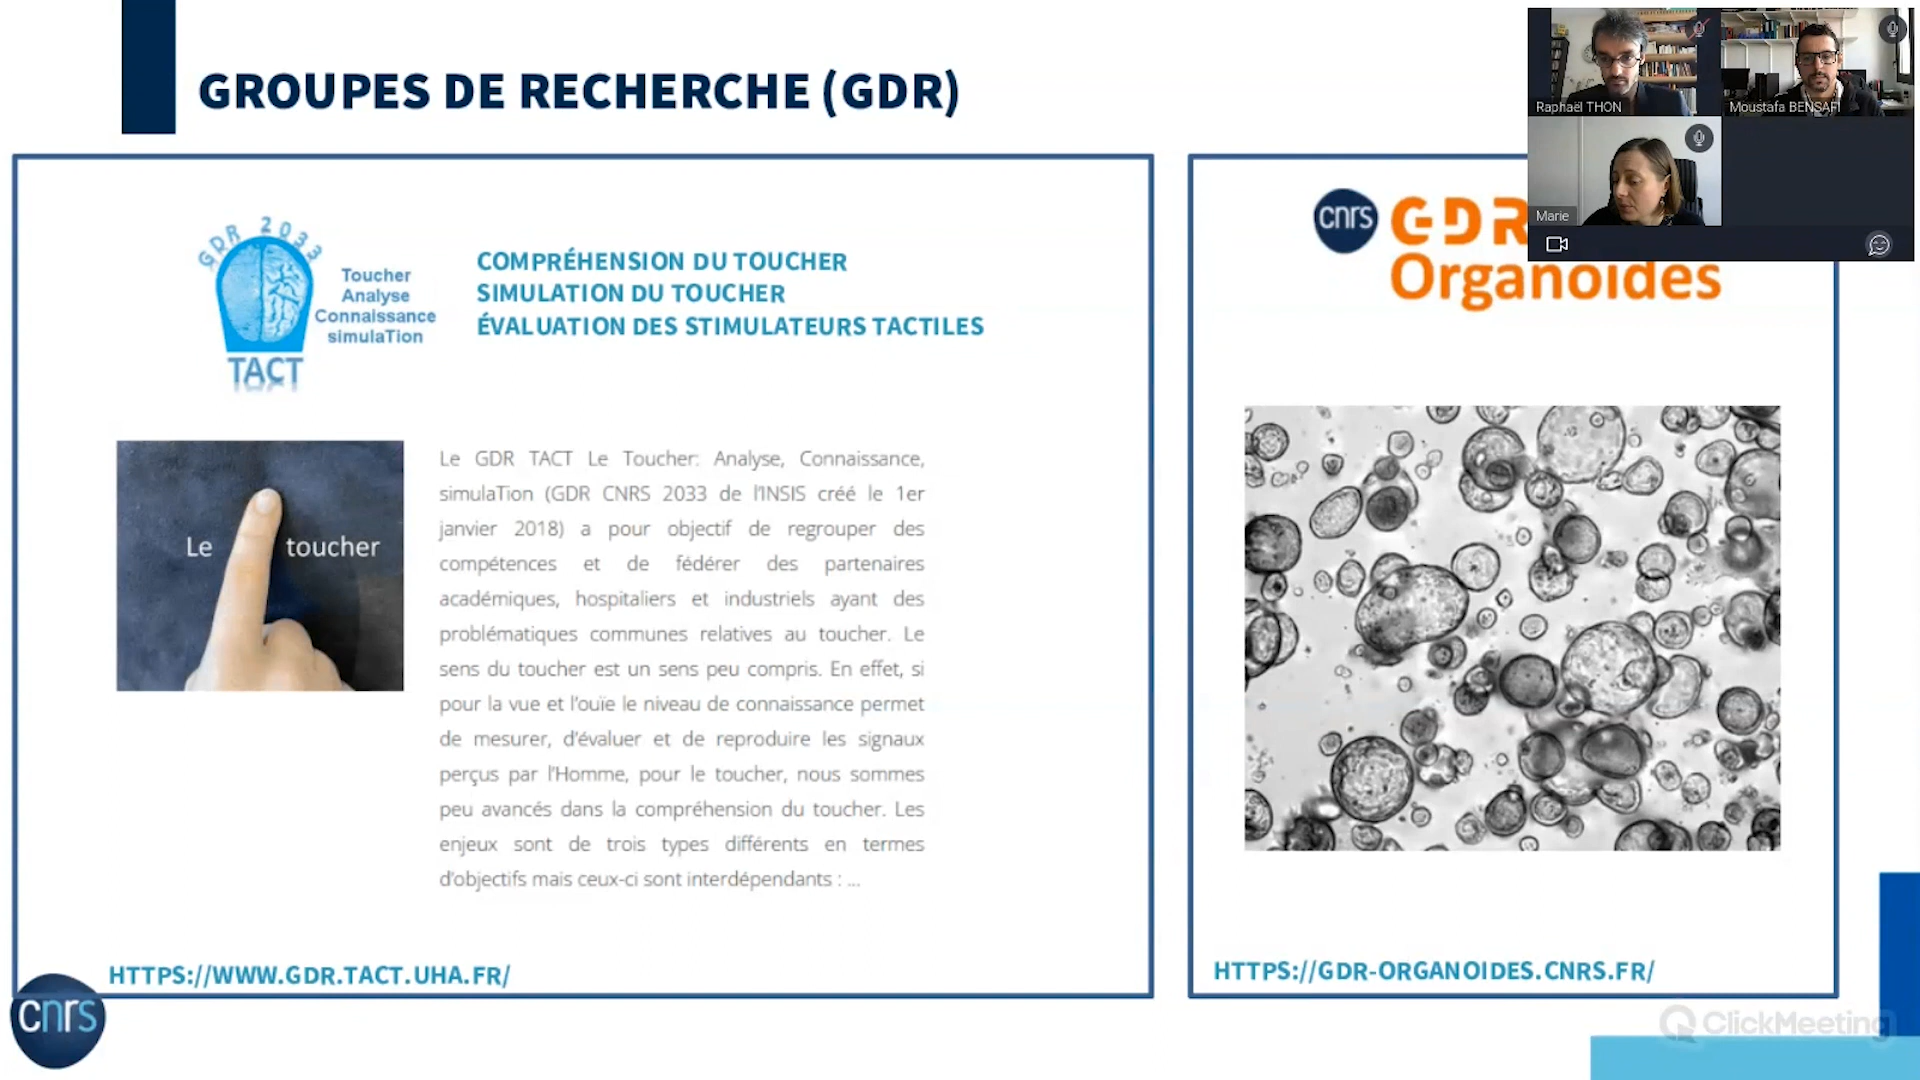 GROUPES DE RECHERCHE (GDR)
GDR 2033
Toucher
Analyse
Connaissance
simulaTion
TACT
COMPRÉHENSION DU TOUCHER
SIMULATION DU TOUCHER
ÉVALUATION DES STIMULATEURS TACTILES
Le toucher
Le GDR TACT Le Toucher: Analyse, Connaissance,
simulaTion (GDR CNRS 2033 de l'INSIS créé le 1er
janvier 2018) a pour objectif de regrouper des
compétences et de fédérer des partenaires
académiques, hospitaliers et industriels ayant des
problématiques communes relatives au toucher. Le
sens du toucher est un sens peu compris. En effet, si
pour la vue et l'ouïe le niveau de connaissance permet
de mesurer, d'évaluer et de reproduire les signaux
perçus par l'Homme, pour le toucher, nous sommes
peu avancés dans la compréhension du toucher. Les
enjeux sont de trois types différents en termes
d'objectifs mais ceux-ci sont interdépendants : ...
HTTPS://WWW.GDR.TACT.UHA.FR/
cnrs
cnrs
GDR
Organoïdes
HTTPS://GDR-ORGANOIDES.CNRS.FR/
Raphaël THON
Moustafa BENSAFI
Marie
ClickMeeting